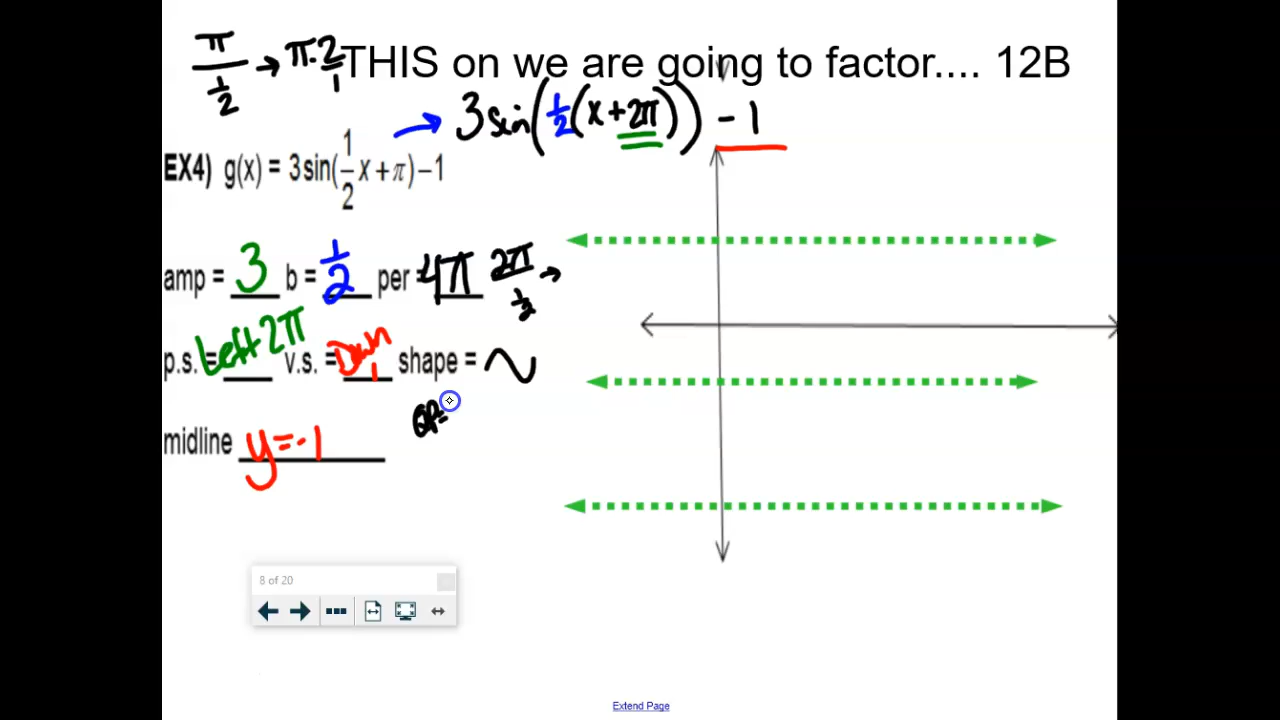 π/(1/2) → π·2/1 THIS on we are going to factor.... 12B
→ 3sin(1/2(x+2π)) - 1
EX4) g(x) = 3sin(1/2x+π)-1
amp = 3 b = 1/2 per = 4π 2π/(1/2) →
p.s. = Left 2π v.s. = Down 1 shape =
midline y=-1
QP=
8 of 20
Extend Page